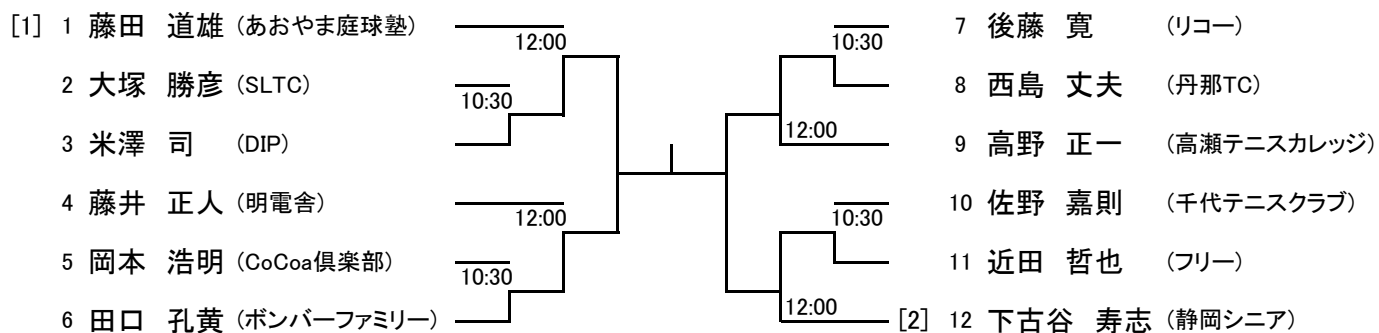 [1] 1 藤田 道雄 (あおやま庭球塾)
12:00
2 大塚 勝彦 (SLTC)
10:30
3 米澤 司 (DIP)
4 藤井 正人 (明電舎)
12:00
5 岡本 浩明 (CoCoa倶楽部)
10:30
6 田口 孔黄 (ボンバーファミリー)
7 後藤 寛 (リコー)
10:30
8 西島 丈夫 (丹那TC)
12:00
9 高野 正一 (高瀬テニスカレッジ)
10 佐野 嘉則 (千代テニスクラブ)
10:30
11 近田 哲也 (フリー)
12:00
[2] 12 下古谷 寿志 (静岡シニア)